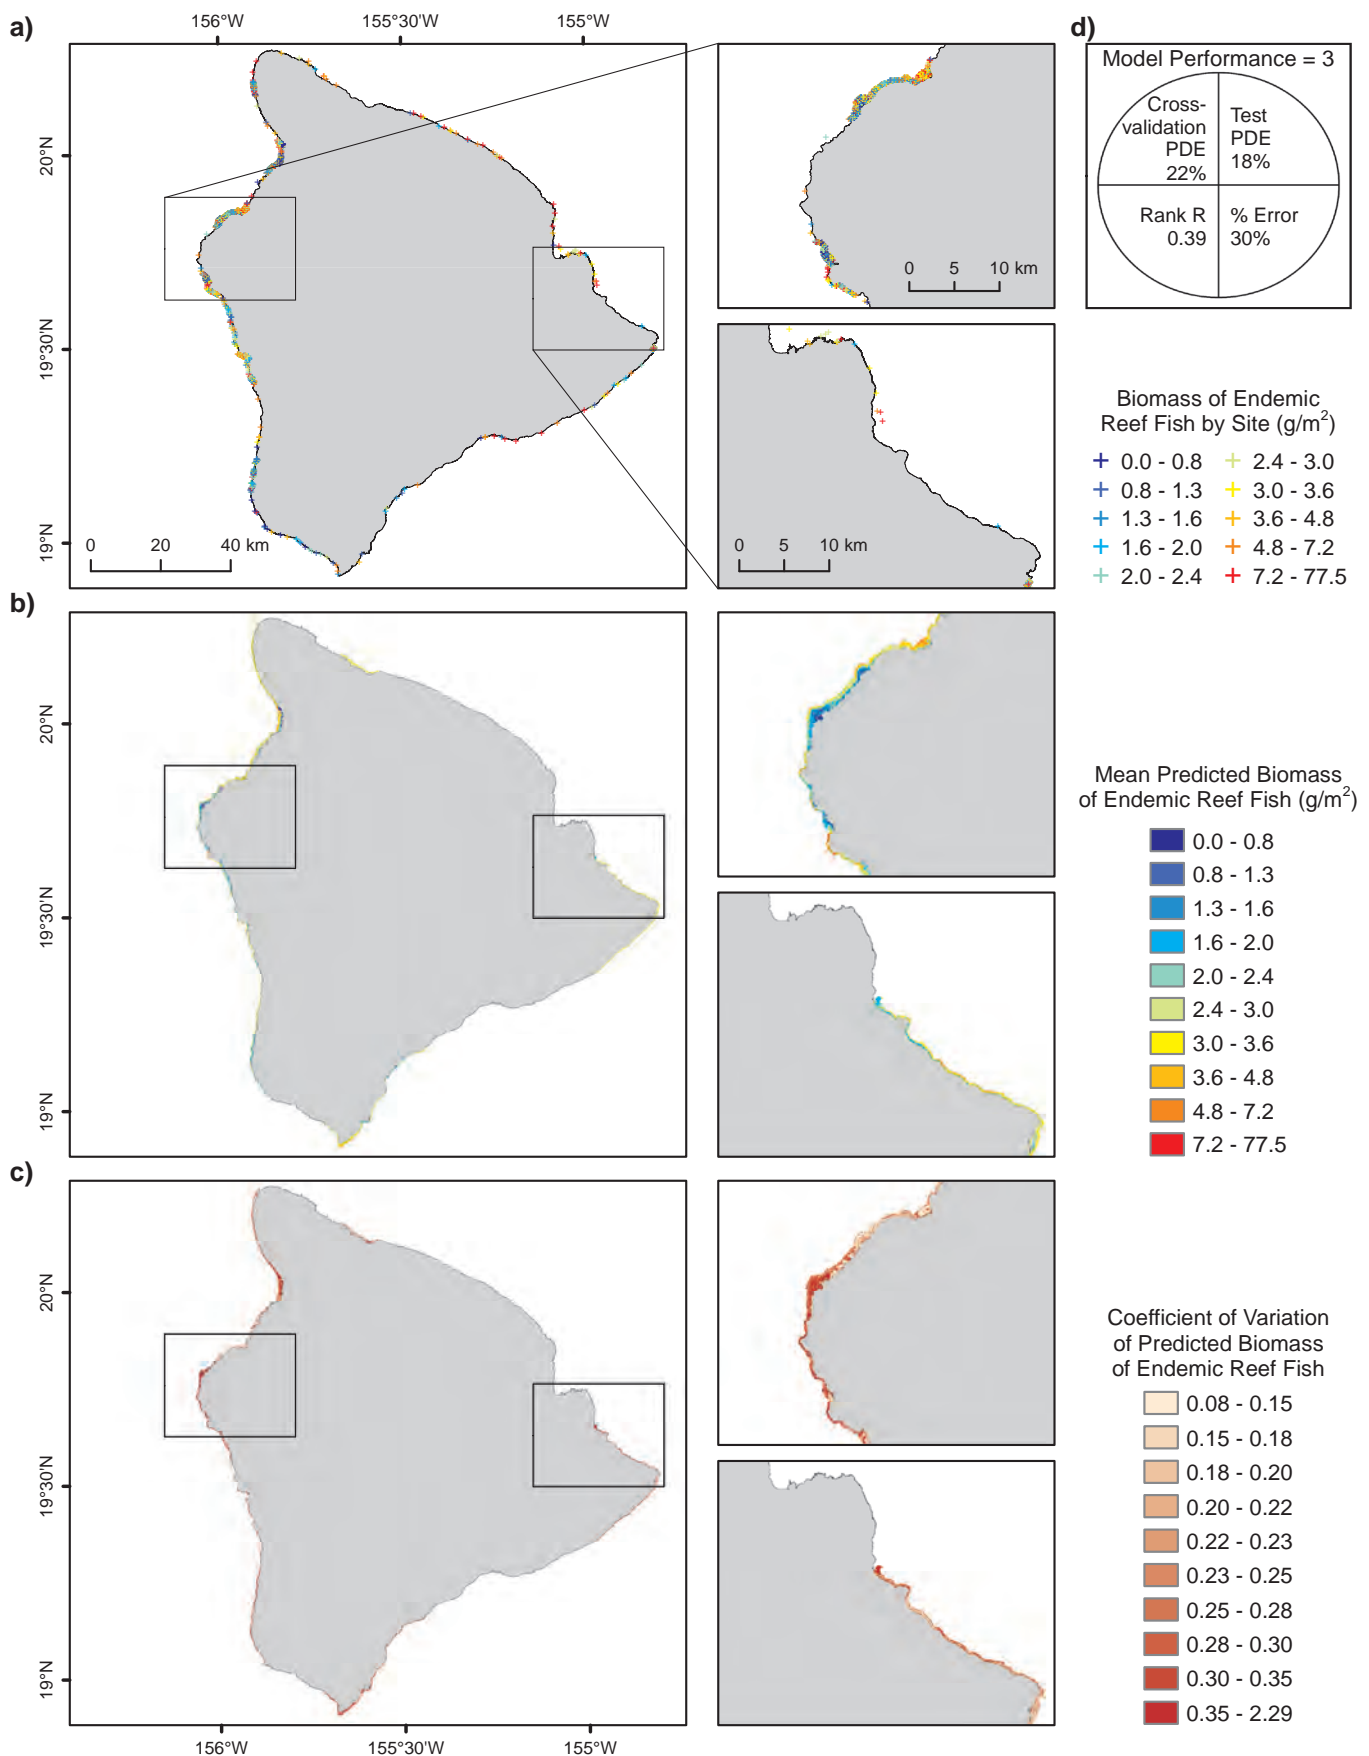 a)
156°W
155°30'W
155°W
20°N
19°30'N
19°N
0 20 40 km
0 5 10 km
0 5 10 km
d)
Model Performance = 3
Cross-
validation
PDE
22%
Test
PDE
18%
Rank R
0.39
% Error
30%
Biomass of Endemic
Reef Fish by Site (g/m²)
0.0 - 0.8
0.8 - 1.3
1.3 - 1.6
1.6 - 2.0
2.0 - 2.4
2.4 - 3.0
3.0 - 3.6
3.6 - 4.8
4.8 - 7.2
7.2 - 77.5
b)
20°N
19°30'N
19°N
Mean Predicted Biomass
of Endemic Reef Fish (g/m²)
0.0 - 0.8
0.8 - 1.3
1.3 - 1.6
1.6 - 2.0
2.0 - 2.4
2.4 - 3.0
3.0 - 3.6
3.6 - 4.8
4.8 - 7.2
7.2 - 77.5
c)
20°N
19°30'N
19°N
156°W
155°30'W
155°W
Coefficient of Variation
of Predicted Biomass
of Endemic Reef Fish
0.08 - 0.15
0.15 - 0.18
0.18 - 0.20
0.20 - 0.22
0.22 - 0.23
0.23 - 0.25
0.25 - 0.28
0.28 - 0.30
0.30 - 0.35
0.35 - 2.29